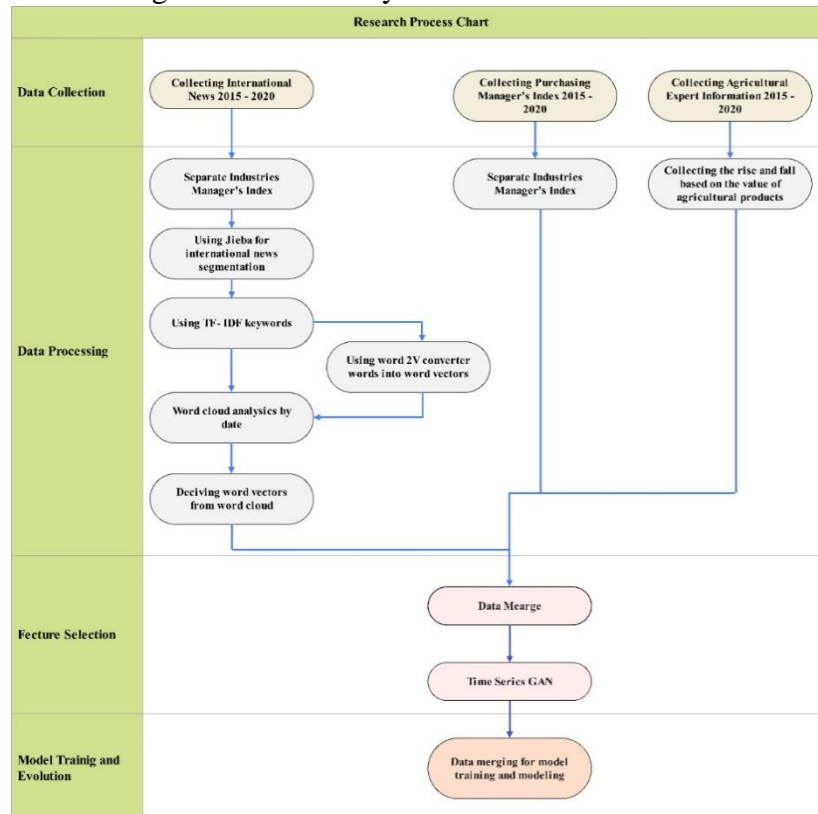 Research Process Chart
Data Collection
Collecting International
News 2015 - 2020
Collecting Purchasing
Manager's Index 2015 -
2020
Collecting Agricultural
Expert Information 2015 -
2020
Data Processing
Separate Industries
Manager's Index
Separate Industries
Manager's Index
Collecting the rise and fall
based on the value of
agricultural products
Using Jieba for
international news
segmentation
Using TF- IDF keywords
Using word 2V converter
words into word vectors
Word cloud analysics by
date
Deciving word vectors
from word cloud
Fecture Selection
Data Mearge
Time Serics GAN
Model Trainig and
Evolution
Data merging for model
training and modeling